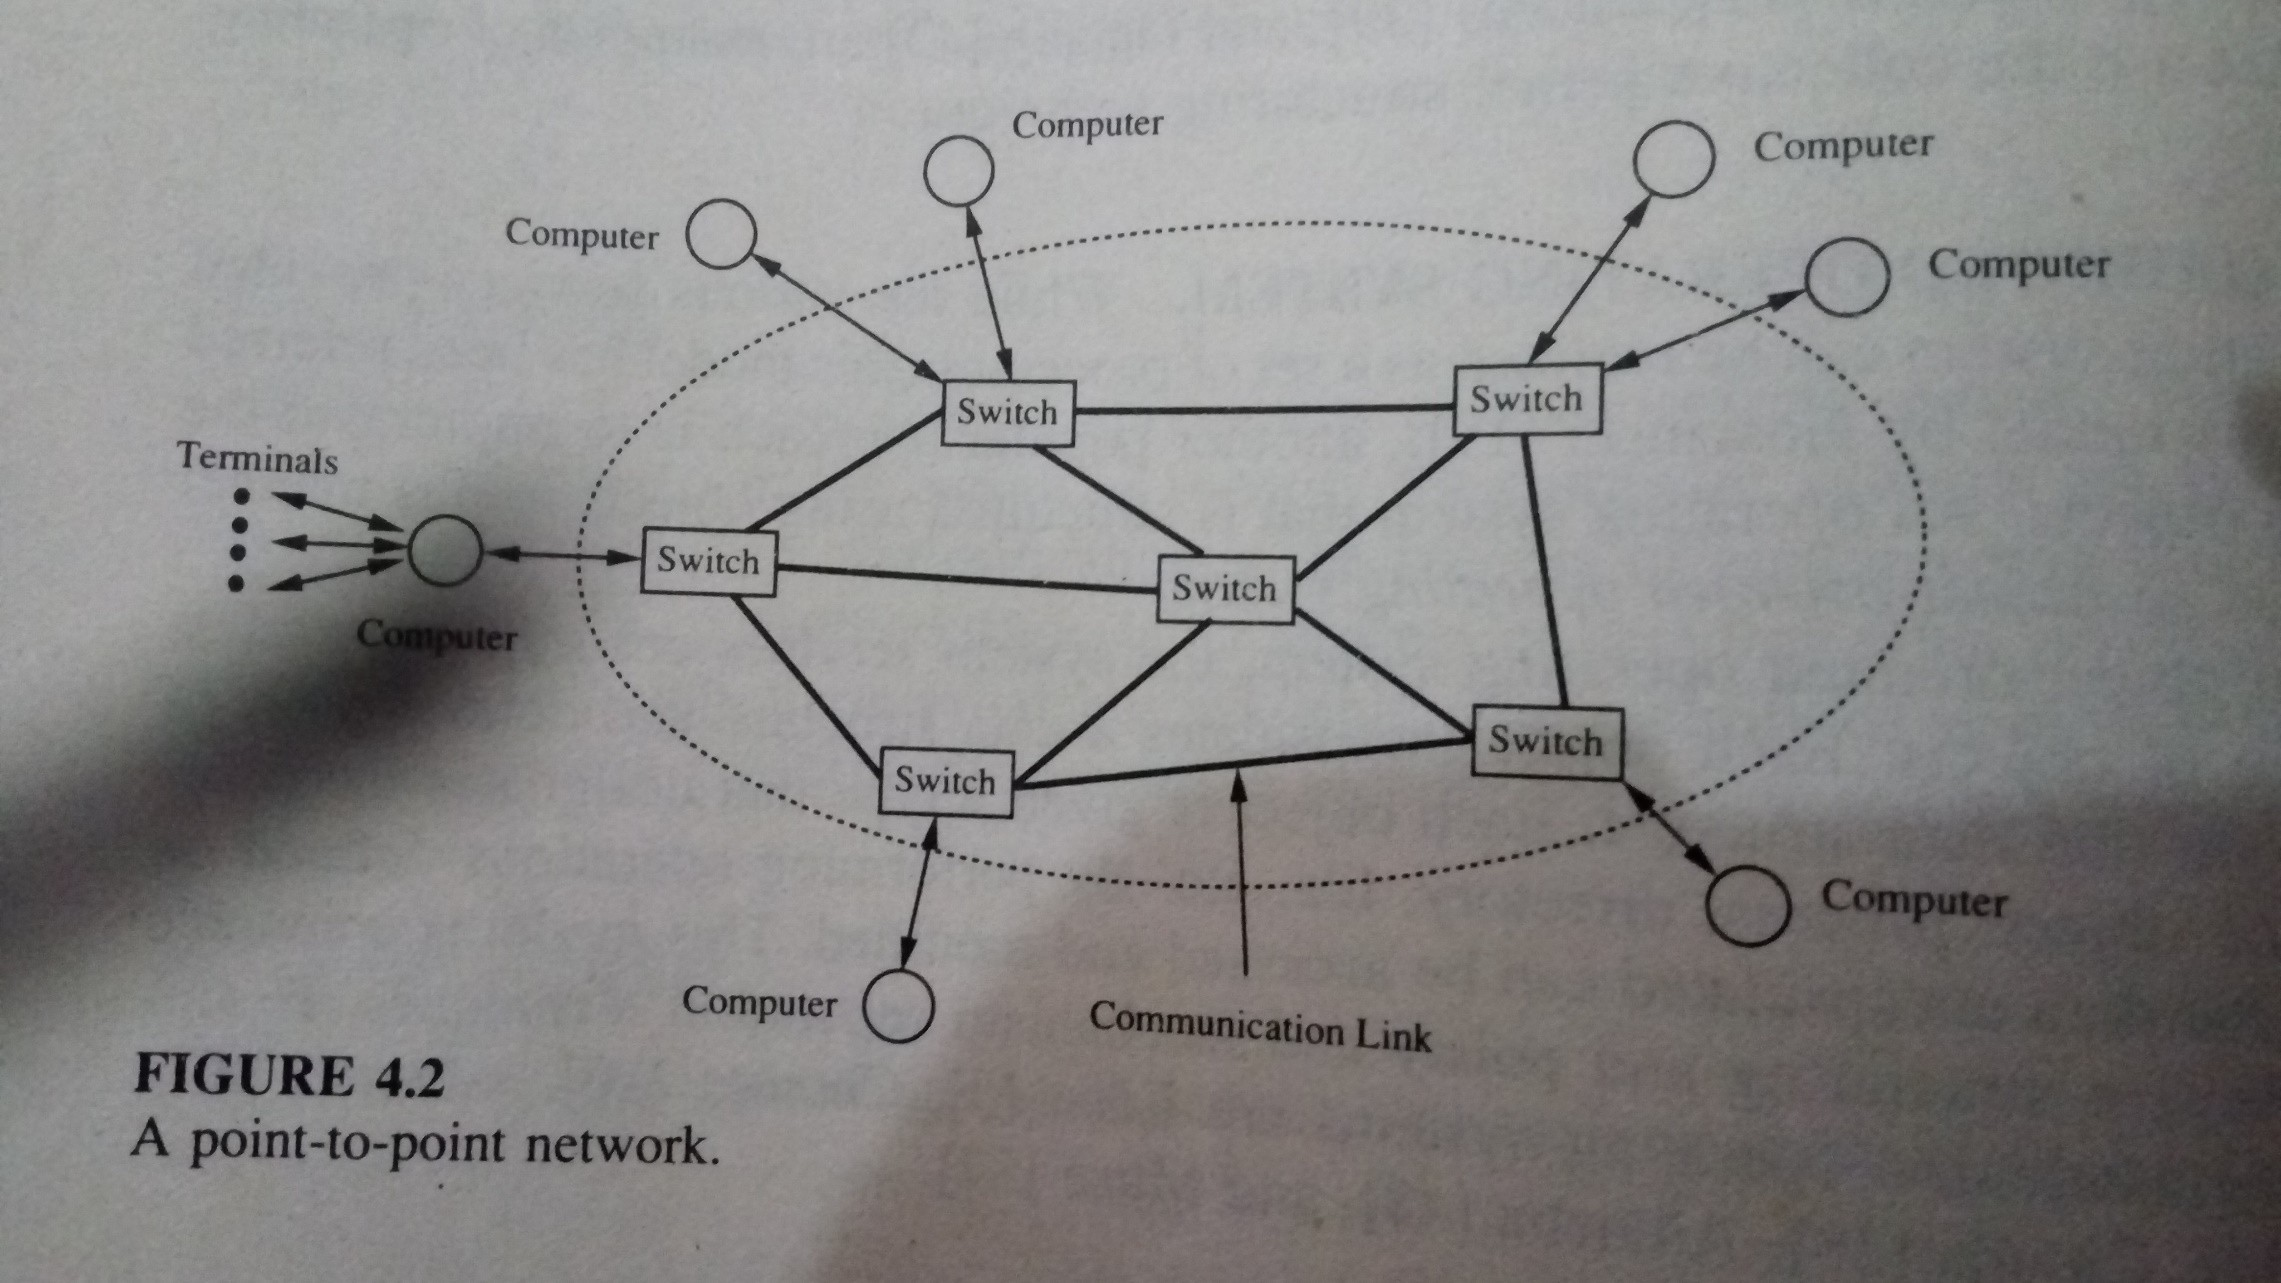 Computer
Computer
Computer
Computer
Switch
Switch
Terminals
Switch
Switch
Computer
Switch
Switch
Computer
Computer
Communication Link
FIGURE 4.2
A point-to-point network.